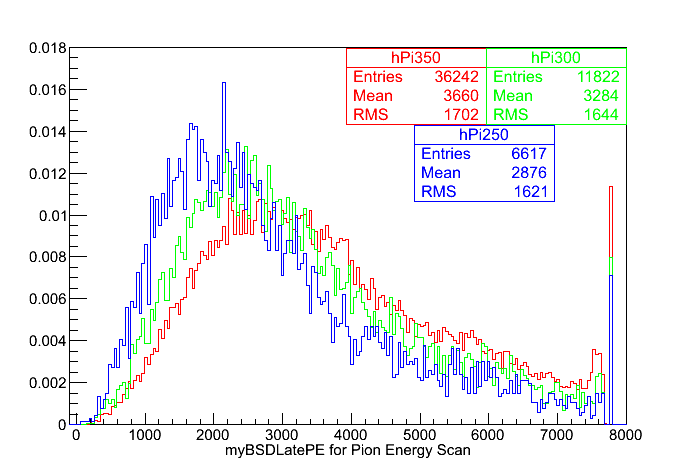 0.018
0.016
0.014
0.012
0.01
0.008
0.006
0.004
0.002
0
hPi350
Entries 36242
Mean 3660
RMS 1702
hPi300
Entries 11822
Mean 3284
RMS 1644
hPi250
Entries 6617
Mean 2876
RMS 1621
0 1000 2000 3000 4000 5000 6000 7000 8000
myBSDLatePE for Pion Energy Scan